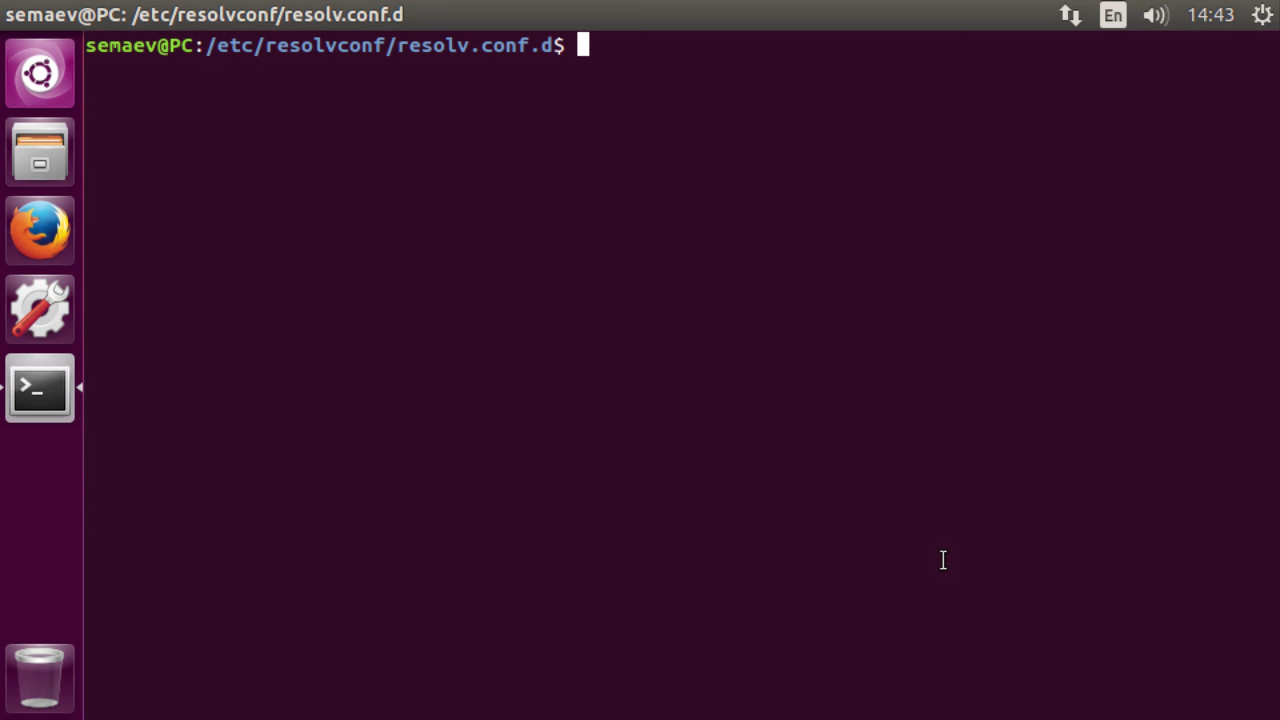 semaev@PC: /etc/resolvconf/resolv.conf.d
En
14:43
semaev@PC:/etc/resolvconf/resolv.conf.d$
>_